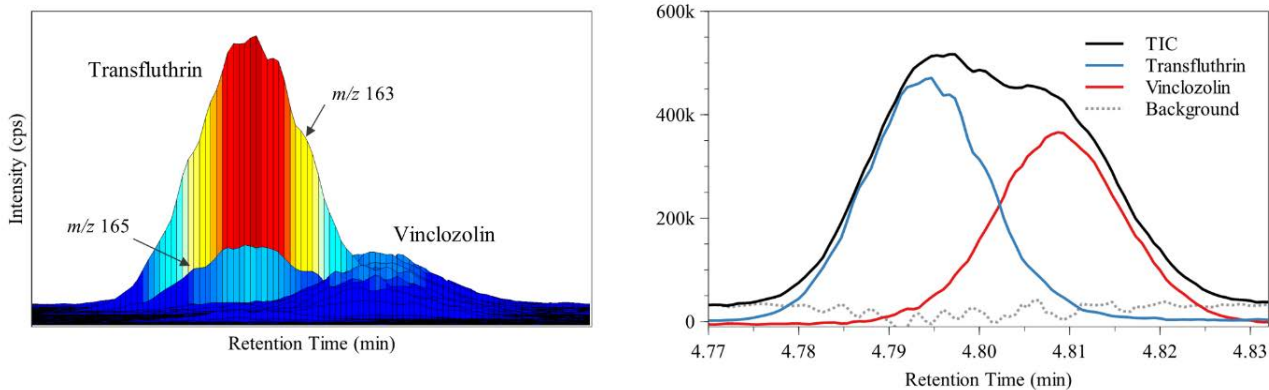 Transfluthrin
m/z 163
m/z 165
Vinclozolin
Intensity (cps)
Retention Time (min)
600k
400k
200k
0
TIC
Transfluthrin
Vinclozolin
Background
4.77 4.78 4.79 4.80 4.81 4.82 4.83
Retention Time (min)